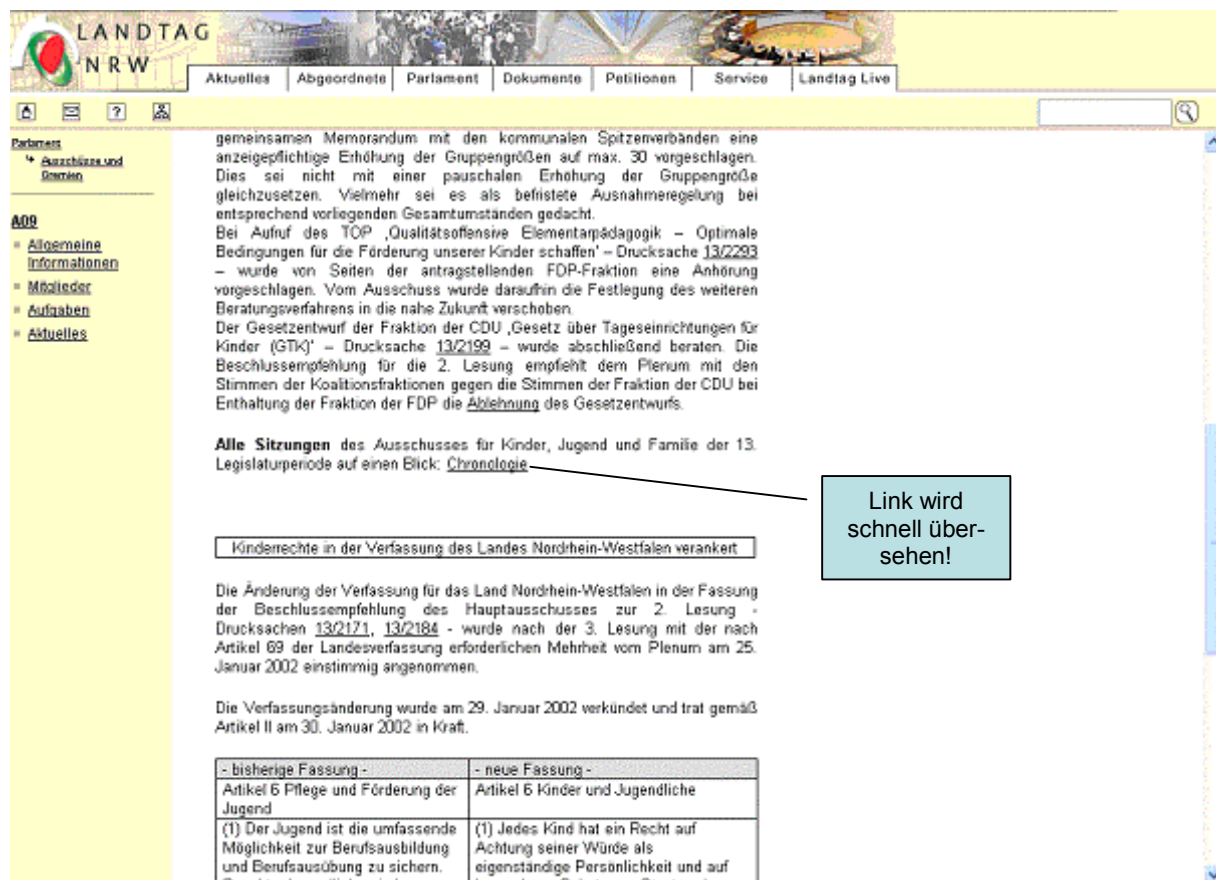 LANDTAG
NRW
Aktuelles Abgeordnete Parlament Dokumente Petitionen Service Landtag Live
?
Parlament
Ausschüsse und
Gremien
A09
Allgemeine
Informationen
Mitglieder
Aufgaben
Aktuelles
gemeinsamen Memorandum mit den kommunalen Spitzenverbänden eine
anzeigepflichtige Erhöhung der Gruppengrößen auf max. 30 vorgeschlagen.
Dies sei nicht mit einer pauschalen Erhöhung der Gruppengröße
gleichzusetzen. Vielmehr sei es als befristete Ausnahmeregelung bei
entsprechend vorliegenden Gesamtumständen gedacht.
Bei Aufruf des TOP ‚Qualitätsoffensive Elementarpädagogik – Optimale
Bedingungen für die Förderung unserer Kinder schaffen' – Drucksache 13/2293
– wurde von Seiten der antragstellenden FDP-Fraktion eine Anhörung
vorgeschlagen. Vom Ausschuss wurde daraufhin die Festlegung des weiteren
Beratungsverfahrens in die nahe Zukunft verschoben.
Der Gesetzentwurf der Fraktion der CDU ‚Gesetz über Tageseinrichtungen für
Kinder (GTK)' – Drucksache 13/2199 – wurde abschließend beraten. Die
Beschlussempfehlung für die 2. Lesung empfiehlt dem Plenum mit den
Stimmen der Koalitionsfraktionen gegen die Stimmen der Fraktion der CDU bei
Enthaltung der Fraktion der FDP die Ablehnung des Gesetzentwurfs.
Alle Sitzungen des Ausschusses für Kinder, Jugend und Familie der 13.
Legislaturperiode auf einen Blick: Chronologie
Link wird
schnell über-
sehen!
Kinderrechte in der Verfassung des Landes Nordrhein-Westfalen verankert
Die Änderung der Verfassung für das Land Nordrhein-Westfalen in der Fassung
der Beschlussempfehlung des Hauptausschusses zur 2. Lesung -
Drucksachen 13/2171, 13/2184 - wurde nach der 3. Lesung mit der nach
Artikel 69 der Landesverfassung erforderlichen Mehrheit vom Plenum am 25.
Januar 2002 einstimmig angenommen.
Die Verfassungsänderung wurde am 29. Januar 2002 verkündet und trat gemäß
Artikel II am 30. Januar 2002 in Kraft.
- bisherige Fassung - - neue Fassung -
Artikel 6 Pflege und Förderung der
Jugend
Artikel 6 Kinder und Jugendliche
(1) Der Jugend ist die umfassende
Möglichkeit zur Berufsausbildung
und Berufsausübung zu sichern.
(1) Jedes Kind hat ein Recht auf
Achtung seiner Würde als
eigenständige Persönlichkeit und auf